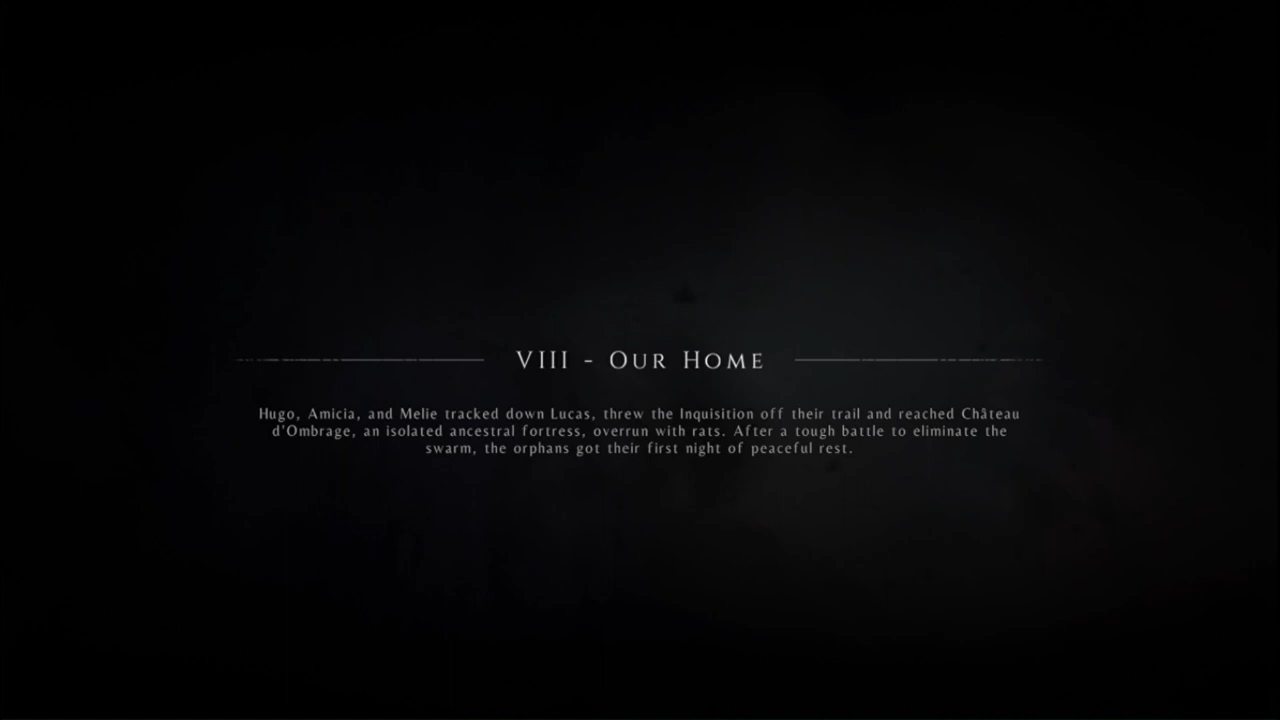 VIII - Our Home
Hugo, Amicia, and Melie tracked down Lucas, threw the Inquisition off their trail and reached Château
d'Ombrage, an isolated ancestral fortress, overrun with rats. After a tough battle to eliminate the
swarm, the orphans got their first night of peaceful rest.